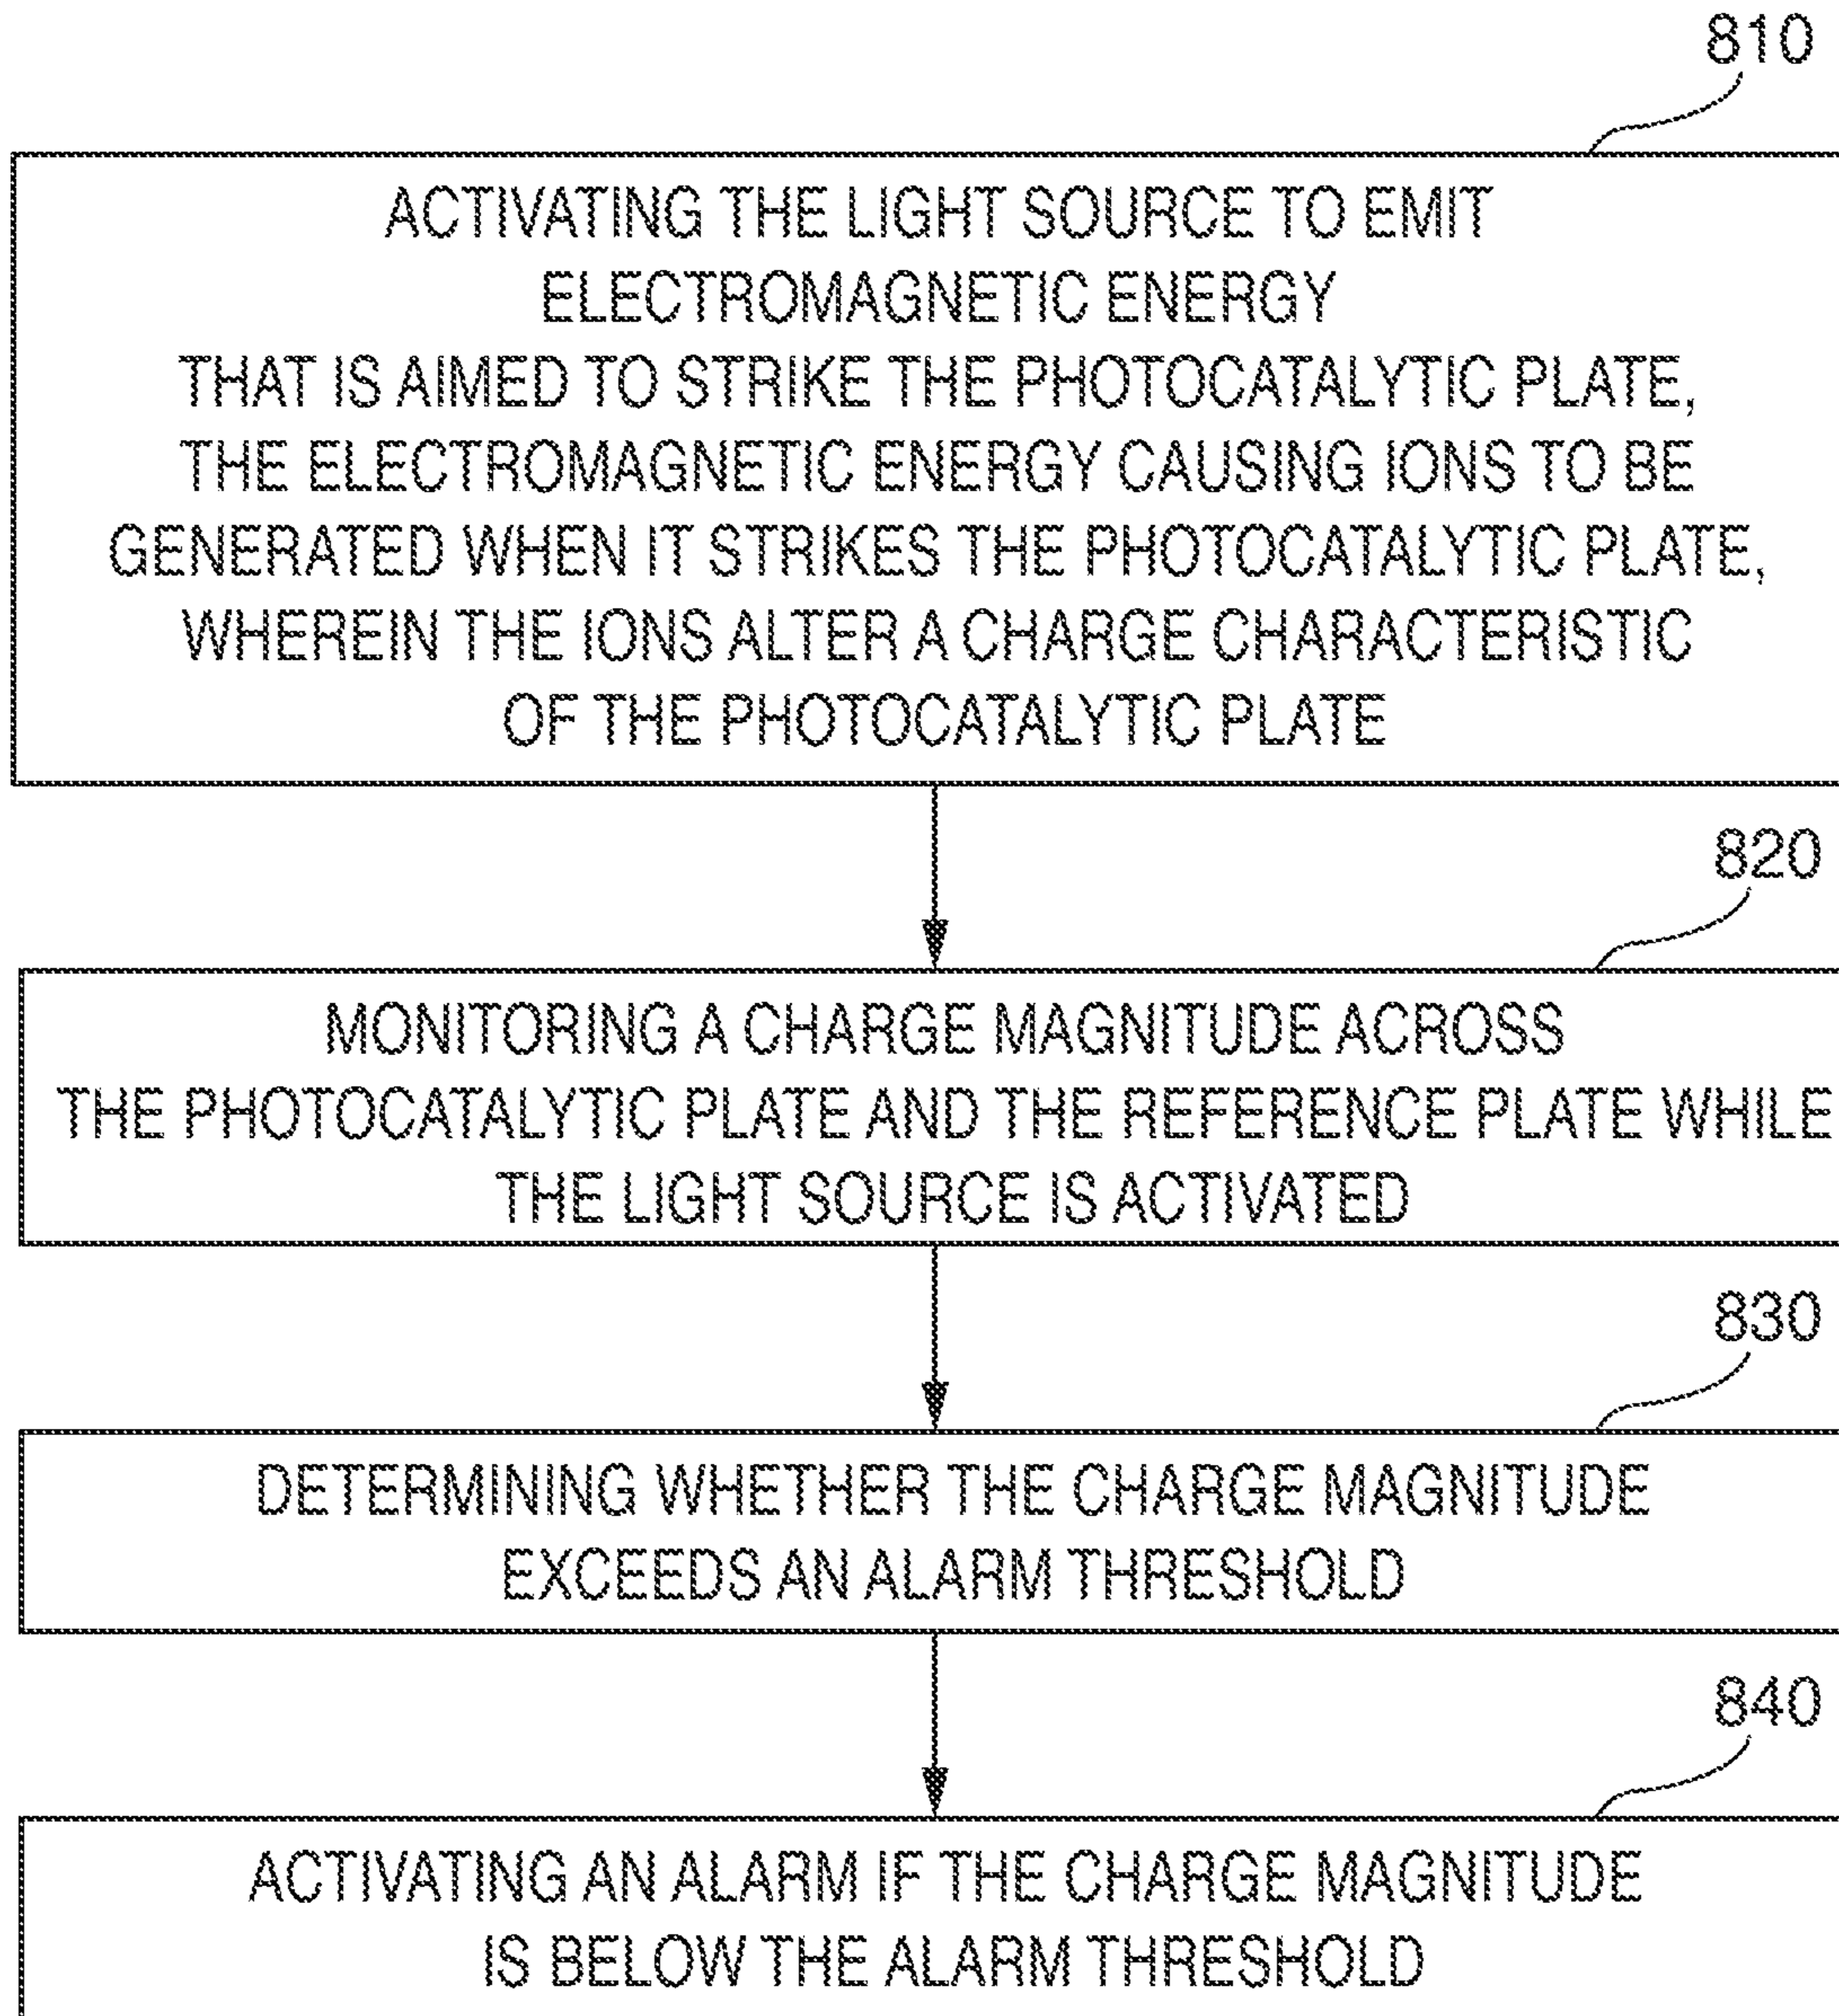 810
ACTIVATING THE LIGHT SOURCE TO EMIT
ELECTROMAGNETIC ENERGY
THAT IS AIMED TO STRIKE THE PHOTOCATALYTIC PLATE,
THE ELECTROMAGNETIC ENERGY CAUSING IONS TO BE
GENERATED WHEN IT STRIKES THE PHOTOCATALYTIC PLATE,
WHEREIN THE IONS ALTER A CHARGE CHARACTERISTIC
OF THE PHOTOCATALYTIC PLATE
820
MONITORING A CHARGE MAGNITUDE ACROSS
THE PHOTOCATALYTIC PLATE AND THE REFERENCE PLATE WHILE
THE LIGHT SOURCE IS ACTIVATED
830
DETERMINING WHETHER THE CHARGE MAGNITUDE
EXCEEDS AN ALARM THRESHOLD
840
ACTIVATING AN ALARM IF THE CHARGE MAGNITUDE
IS BELOW THE ALARM THRESHOLD